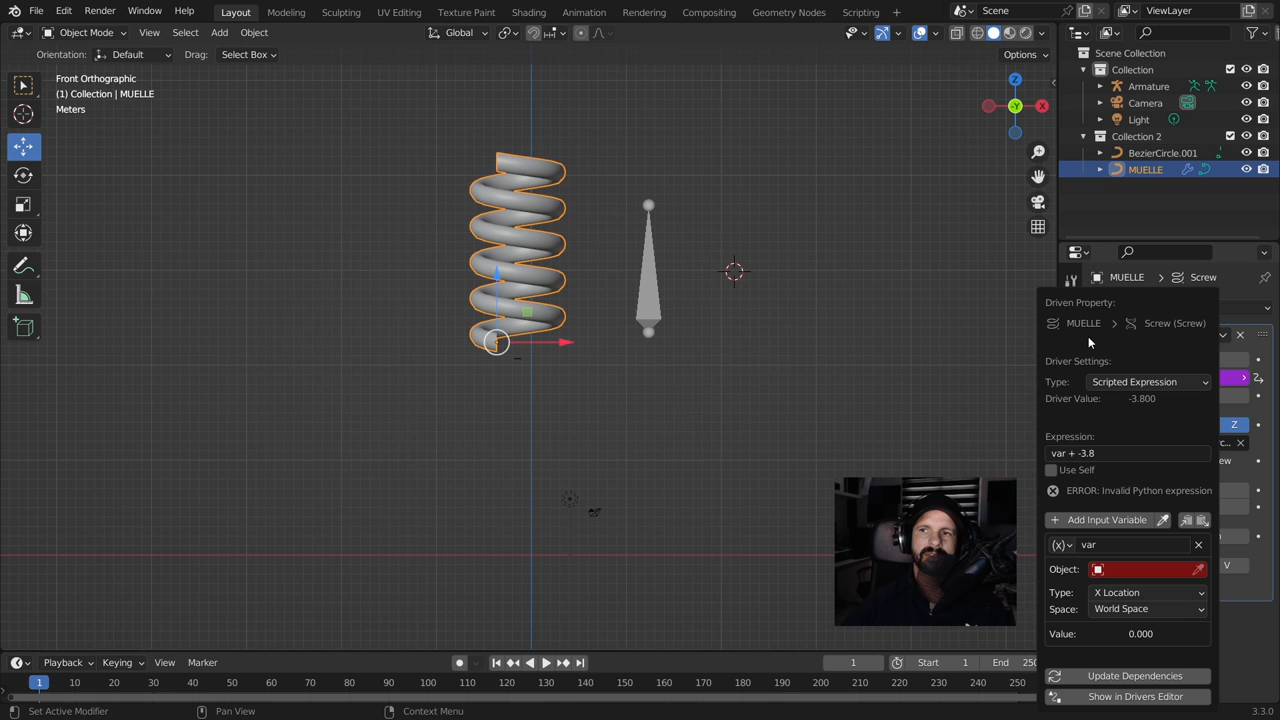 File Edit Render Window Help Layout Modeling Sculpting UV Editing Texture Paint Shading Animation Rendering Compositing Geometry Nodes Scripting Scene ViewLayer
Object Mode View Select Add Object Global
Orientation: Default Drag: Select Box Options
Front Orthographic
(1) Collection | MUELLE
Meters
Z
-Y
X
Scene Collection
Collection
Armature
Camera
Light
Collection 2
BezierCircle.001
MUELLE
MUELLE Screw
Driven Property:
MUELLE Screw (Screw)
Driver Settings:
Type: Scripted Expression
Driver Value: -3.800
Z
Expression:
var + -3.8
Use Self
ERROR: Invalid Python expression
Add Input Variable
(x) var
Object:
V
Type: X Location
Space: World Space
Value: 0.000
Update Dependencies
Show in Drivers Editor
Playback Keying View Marker 1 Start 1 End 250
1 10 20 30 40 50 60 70 80 90 100 110 120 130 140 150 160 170 180 190 200 210 220 230 240 250
Set Active Modifier Pan View Context Menu 3.3.0